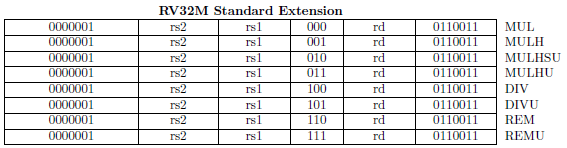 RV32M Standard Extension
0000001 rs2 rs1 000 rd 0110011 MUL
0000001 rs2 rs1 001 rd 0110011 MULH
0000001 rs2 rs1 010 rd 0110011 MULHSU
0000001 rs2 rs1 011 rd 0110011 MULHU
0000001 rs2 rs1 100 rd 0110011 DIV
0000001 rs2 rs1 101 rd 0110011 DIVU
0000001 rs2 rs1 110 rd 0110011 REM
0000001 rs2 rs1 111 rd 0110011 REMU